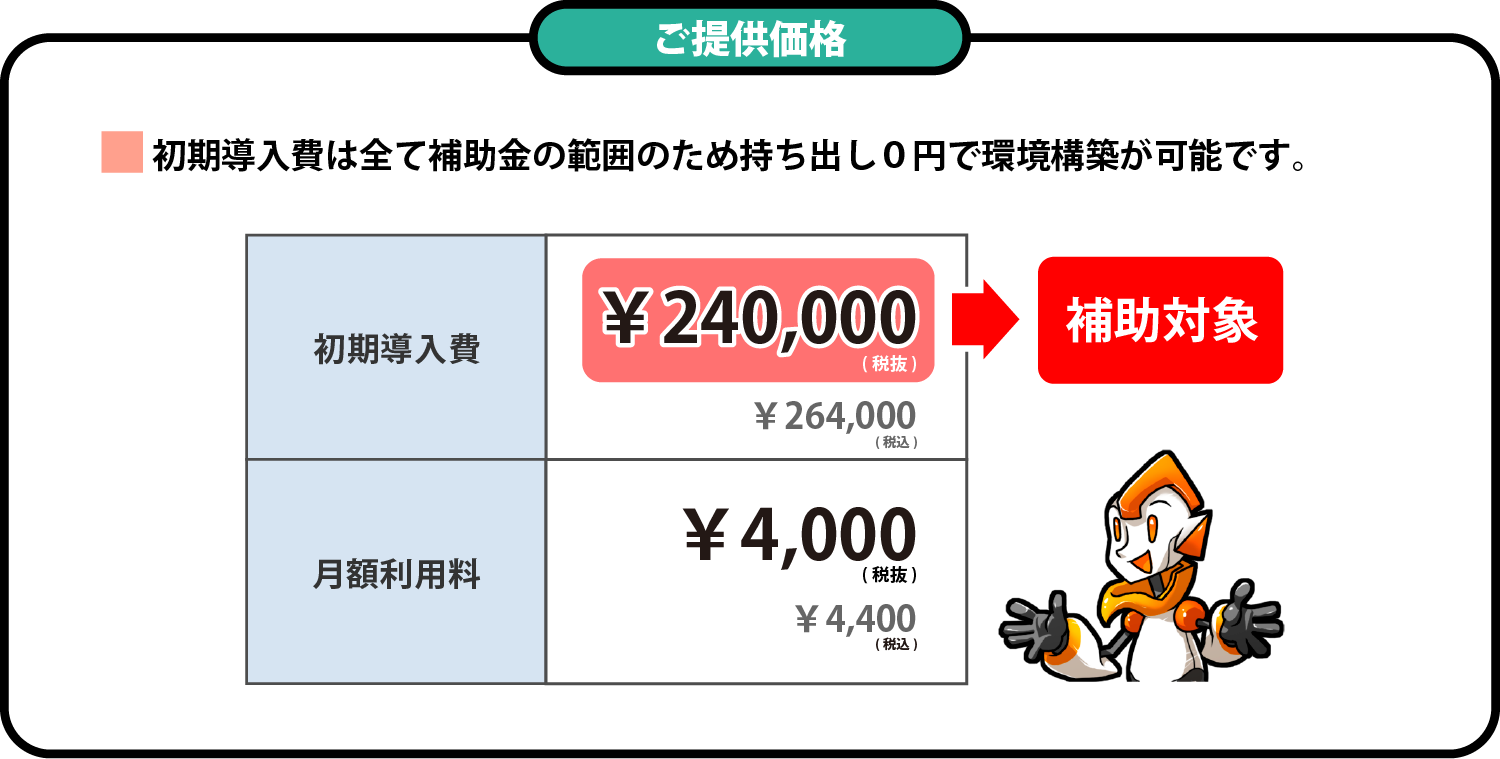 ご提供価格
初期導入費は全て補助金の範囲のため持ち出し０円で環境構築が可能です。
初期導入費
￥240,000
(税抜)
補助対象
￥264,000
(税込)
月額利用料
￥4,000
(税抜)
￥4,400
(税込)